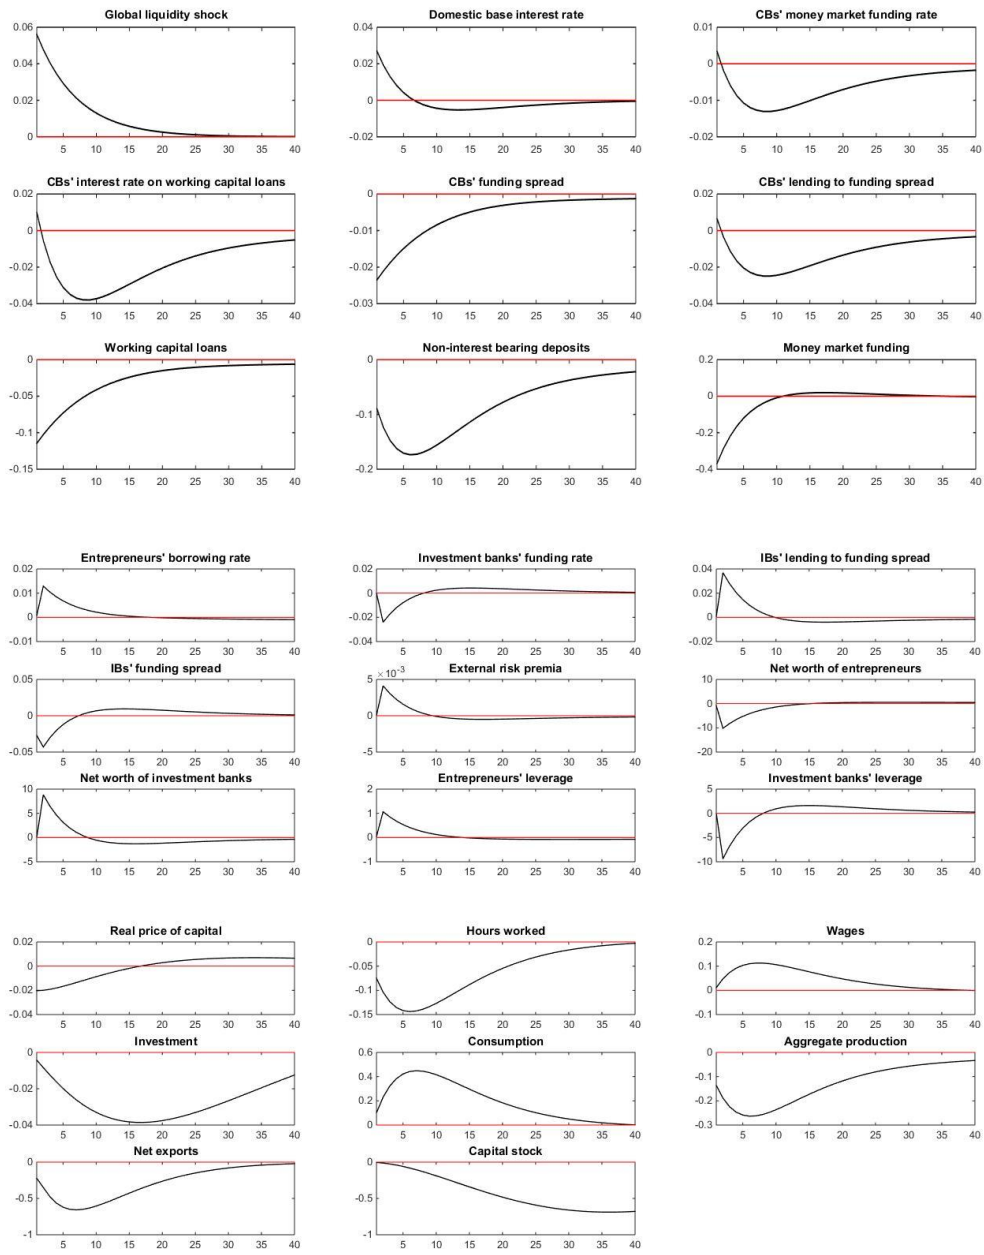 Global liquidity shock
0.06
0.04
0.02
0
5 10 15 20 25 30 35 40
Domestic base interest rate
0.04
0.02
0
-0.02
5 10 15 20 25 30 35 40
CBs' money market funding rate
0.01
0
-0.01
-0.02
5 10 15 20 25 30 35 40
CBs' interest rate on working capital loans
0.02
0
-0.02
-0.04
5 10 15 20 25 30 35 40
CBs' funding spread
0
-0.01
-0.02
-0.03
5 10 15 20 25 30 35 40
CBs' lending to funding spread
0.02
0
-0.02
-0.04
5 10 15 20 25 30 35 40
Working capital loans
0
-0.05
-0.1
-0.15
5 10 15 20 25 30 35 40
Non-interest bearing deposits
0
-0.1
-0.2
5 10 15 20 25 30 35 40
Money market funding
0.2
0
-0.2
-0.4
5 10 15 20 25 30 35 40
Entrepreneurs' borrowing rate
0.02
0.01
0
-0.01
5 10 15 20 25 30 35 40
Investment banks' funding rate
0.02
0
-0.02
-0.04
5 10 15 20 25 30 35 40
IBs' lending to funding spread
0.04
0.02
0
-0.02
5 10 15 20 25 30 35 40
IBs' funding spread
0.05
0
-0.05
5 10 15 20 25 30 35 40
External risk premia
×10⁻³
5
0
-5
5 10 15 20 25 30 35 40
Net worth of entrepreneurs
10
0
-10
-20
5 10 15 20 25 30 35 40
Net worth of investment banks
10
5
0
-5
5 10 15 20 25 30 35 40
Entrepreneurs' leverage
2
1
0
-1
5 10 15 20 25 30 35 40
Investment banks' leverage
5
0
-5
-10
5 10 15 20 25 30 35 40
Real price of capital
0.02
0
-0.02
-0.04
5 10 15 20 25 30 35 40
Hours worked
0
-0.05
-0.1
-0.15
5 10 15 20 25 30 35 40
Wages
0.2
0.1
0
-0.1
5 10 15 20 25 30 35 40
Investment
0
-0.02
-0.04
5 10 15 20 25 30 35 40
Consumption
0.6
0.4
0.2
0
5 10 15 20 25 30 35 40
Aggregate production
0
-0.1
-0.2
-0.3
5 10 15 20 25 30 35 40
Net exports
0
-0.5
-1
5 10 15 20 25 30 35 40
Capital stock
0
-0.5
-1
5 10 15 20 25 30 35 40